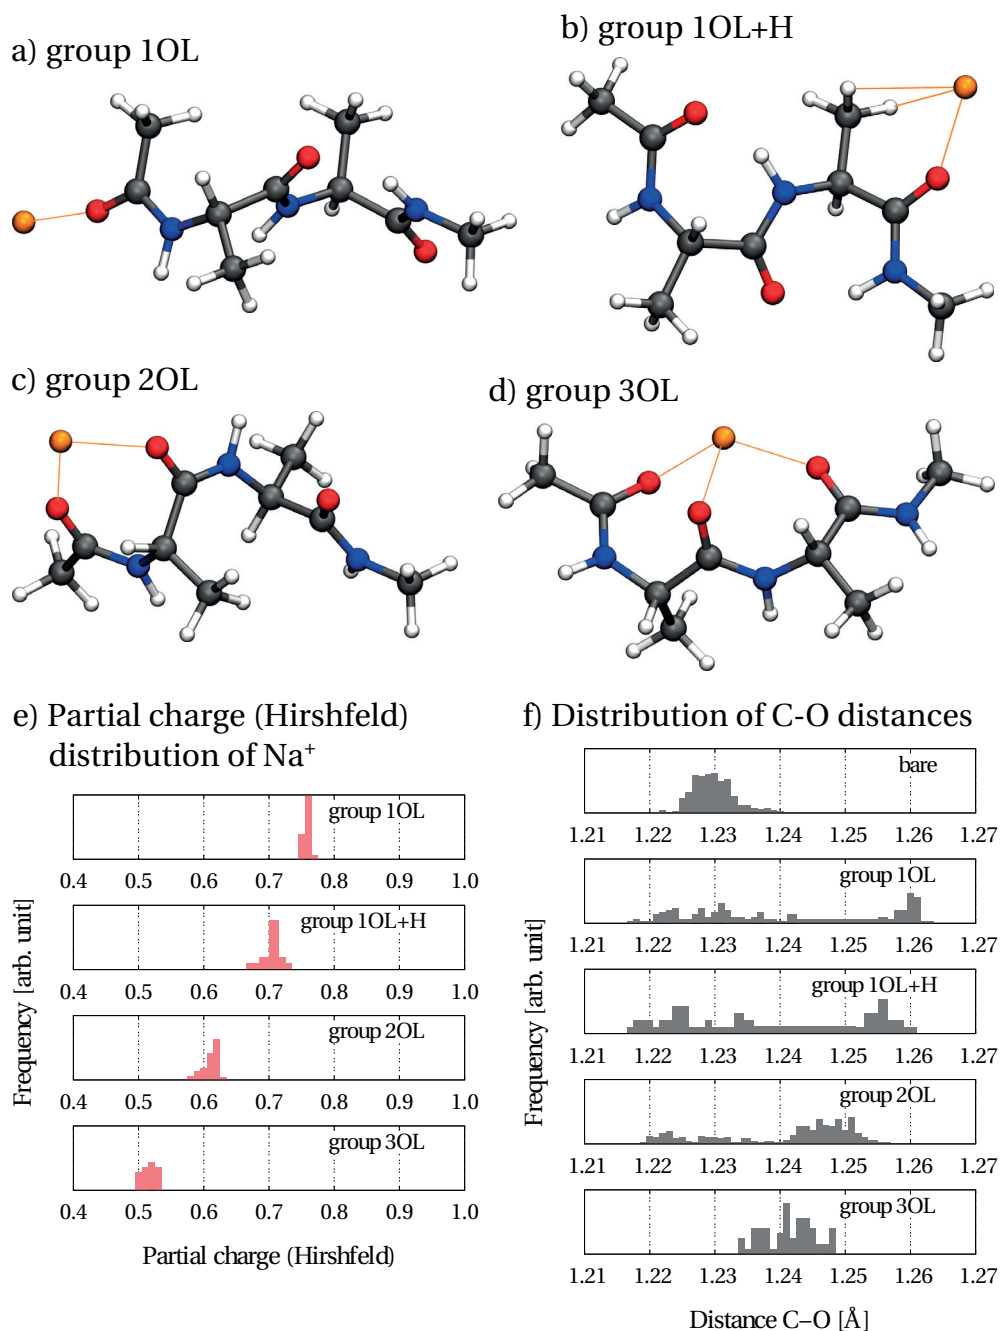 a) group 1OL
b) group 1OL+H
c) group 2OL
d) group 3OL
e) Partial charge (Hirshfeld)
distribution of Na⁺
group 1OL
0.4 0.5 0.6 0.7 0.8 0.9 1.0
group 1OL+H
0.4 0.5 0.6 0.7 0.8 0.9 1.0
group 2OL
0.4 0.5 0.6 0.7 0.8 0.9 1.0
group 3OL
0.4 0.5 0.6 0.7 0.8 0.9 1.0
Frequency [arb. unit]
Partial charge (Hirshfeld)
f) Distribution of C-O distances
bare
1.21 1.22 1.23 1.24 1.25 1.26 1.27
group 1OL
1.21 1.22 1.23 1.24 1.25 1.26 1.27
group 1OL+H
1.21 1.22 1.23 1.24 1.25 1.26 1.27
group 2OL
1.21 1.22 1.23 1.24 1.25 1.26 1.27
group 3OL
1.21 1.22 1.23 1.24 1.25 1.26 1.27
Frequency [arb. unit]
Distance C–O [Å]